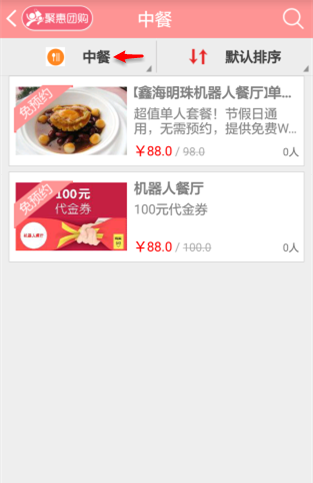 聚惠团购
中餐
中餐
默认排序
免预约
【鑫海明珠机器人餐厅】单...
超值单人套餐！节假日通
用，无需预约，提供免费W...
￥88.0 / 98.0
0人
免预约
100元
代金券
机器人餐厅
机器人餐厅
100元代金券
￥88.0 / 100.0
0人